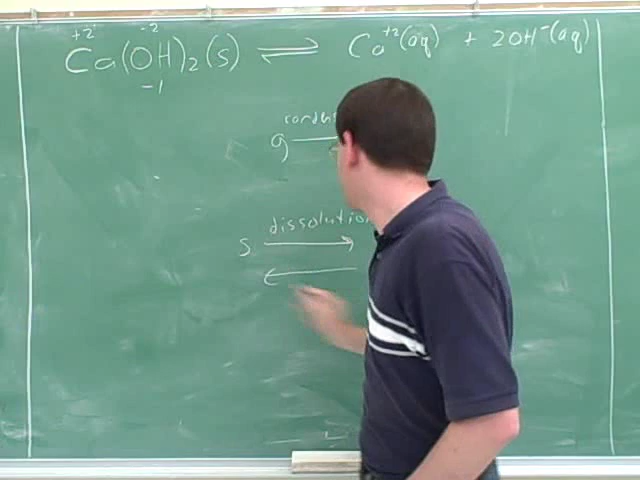 +2 -2
Ca(OH)₂(s) ⇌ Ca⁺²(aq) + 2OH⁻(aq)
-1
g →
dissolution
s →
←